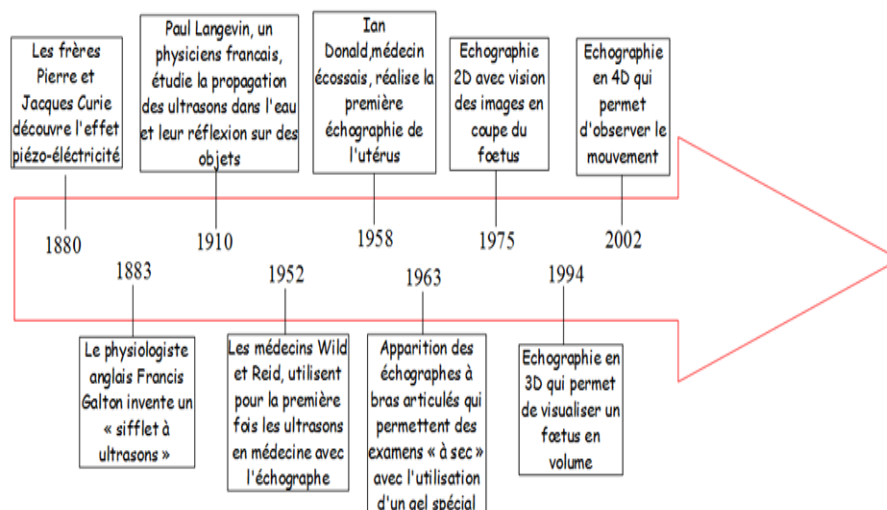 Les frères
Pierre et
Jacques Curie
découvre l'effet
piézo-éléctricité
1880
Le physiologiste
anglais Francis
Galton invente un
« sifflet à
ultrasons »
1883
Paul Langevin, un
physiciens francais,
étudie la propagation
des ultrasons dans l'eau
et leur réflexion sur des
objets
1910
Les médecins Wild
et Reid, utilisent
pour la première
fois les ultrasons
en médecine avec
l'échographe
1952
Ian
Donald,médecin
écossais, réalise la
première
échographie de
l'utérus
1958
Apparition des
échographes à
bras articulés qui
permettent des
examens « à sec »
avec l'utilisation
d'un gel spécial
1963
Echographie
2D avec vision
des images en
coupe du
fœtus
1975
Echographie en
3D qui permet
de visualiser un
fœtus en
volume
1994
Echographie
en 4D qui
permet
d'observer le
mouvement
2002